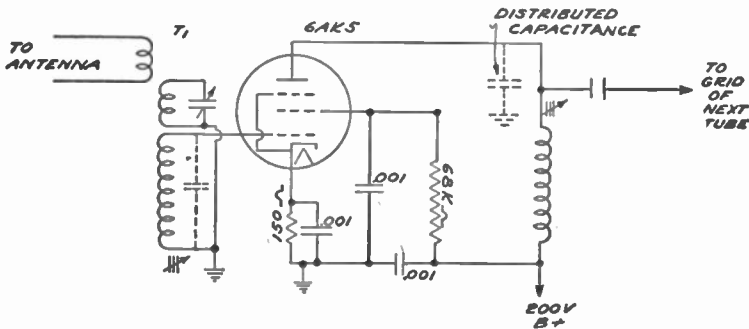 TO
ANTENNA
T1
6AK5
DISTRIBUTED
CAPACITANCE
TO
GRID
OF
NEXT
TUBE
.001
68K
150
.001
.001
200V
B+